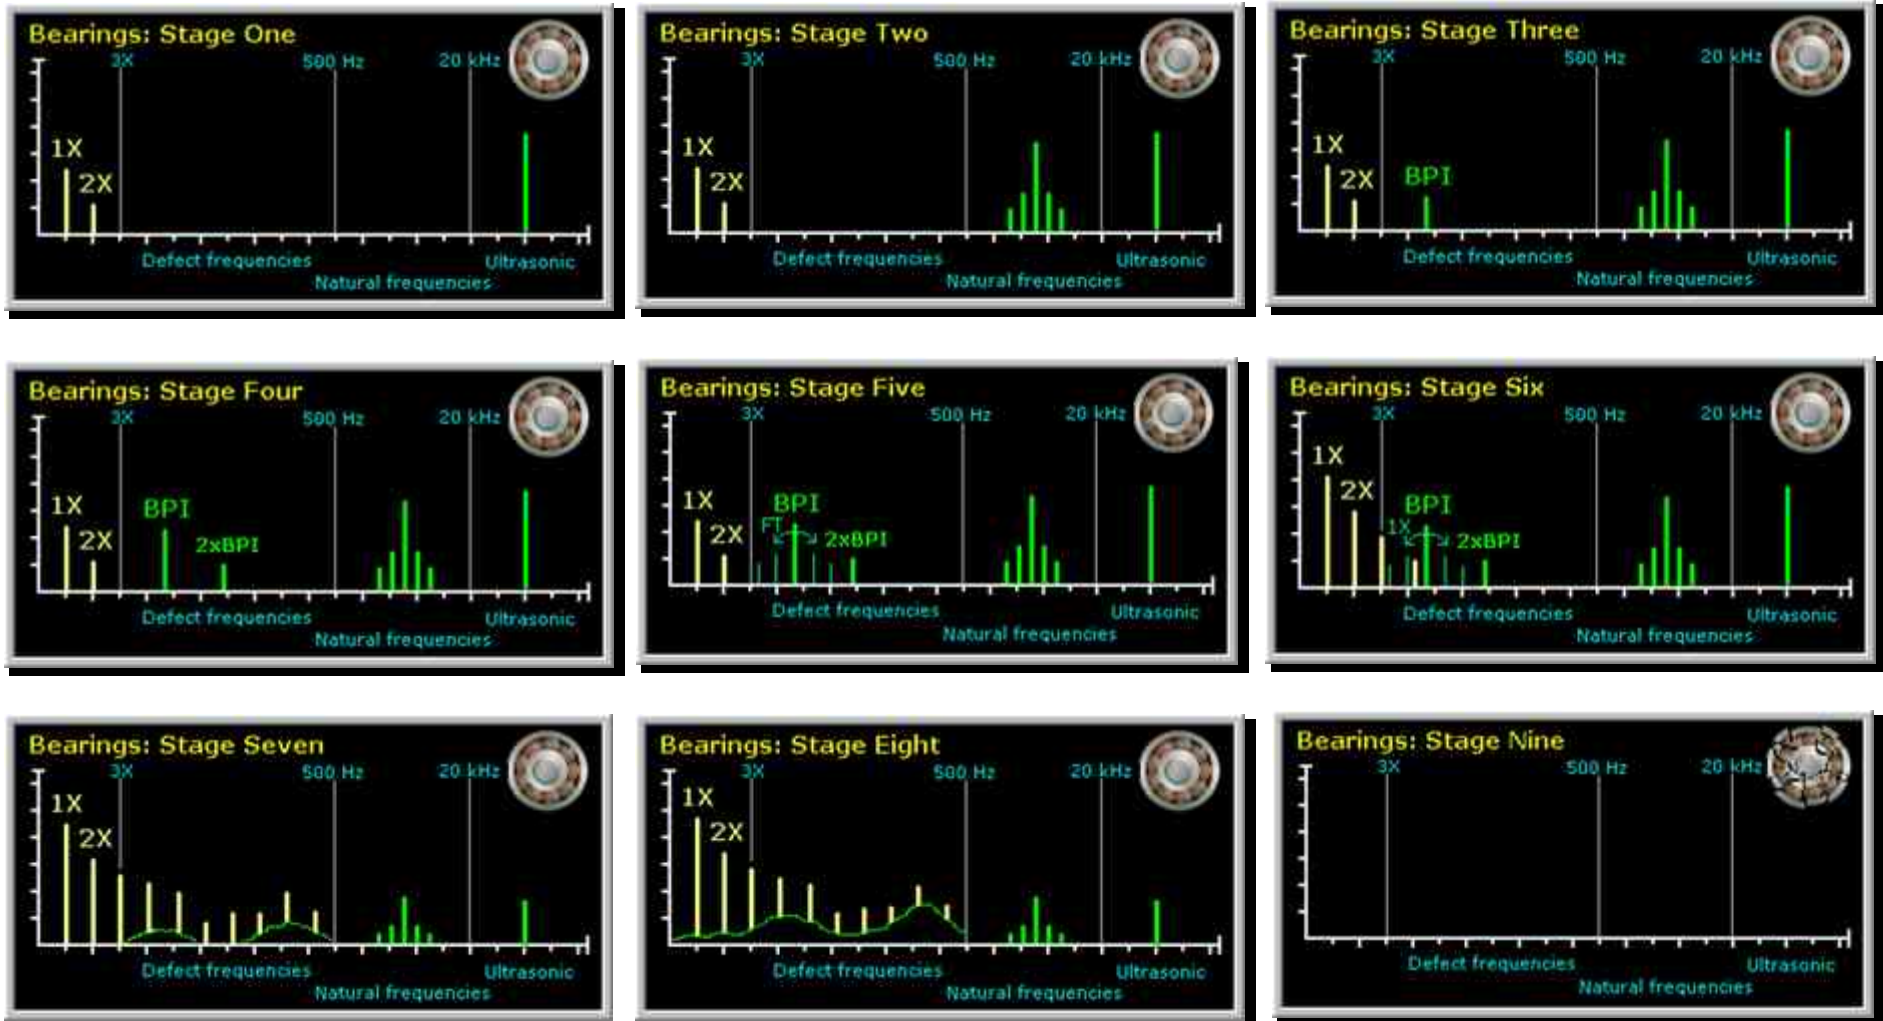 Bearings: Stage One
3X 500 Hz 20 kHz
1X
2X
Defect frequencies Ultrasonic
Natural frequencies
Bearings: Stage Two
3X 500 Hz 20 kHz
1X
2X
Defect frequencies Ultrasonic
Natural frequencies
Bearings: Stage Three
3X 500 Hz 20 kHz
1X
2X BPI
Defect frequencies Ultrasonic
Natural frequencies
Bearings: Stage Four
3X 500 Hz 20 kHz
1X BPI
2X 2xBPI
Defect frequencies Ultrasonic
Natural frequencies
Bearings: Stage Five
3X 500 Hz 20 kHz
1X BPI
FT
2X 2xBPI
Defect frequencies Ultrasonic
Natural frequencies
Bearings: Stage Six
3X 500 Hz 20 kHz
1X
2X BPI
1X 2xBPI
Defect frequencies Ultrasonic
Natural frequencies
Bearings: Stage Seven
3X 500 Hz 20 kHz
1X
2X
Defect frequencies Ultrasonic
Natural frequencies
Bearings: Stage Eight
3X 500 Hz 20 kHz
1X
2X
Defect frequencies Ultrasonic
Natural frequencies
Bearings: Stage Nine
3X 500 Hz 20 kHz
Defect frequencies Ultrasonic
Natural frequencies